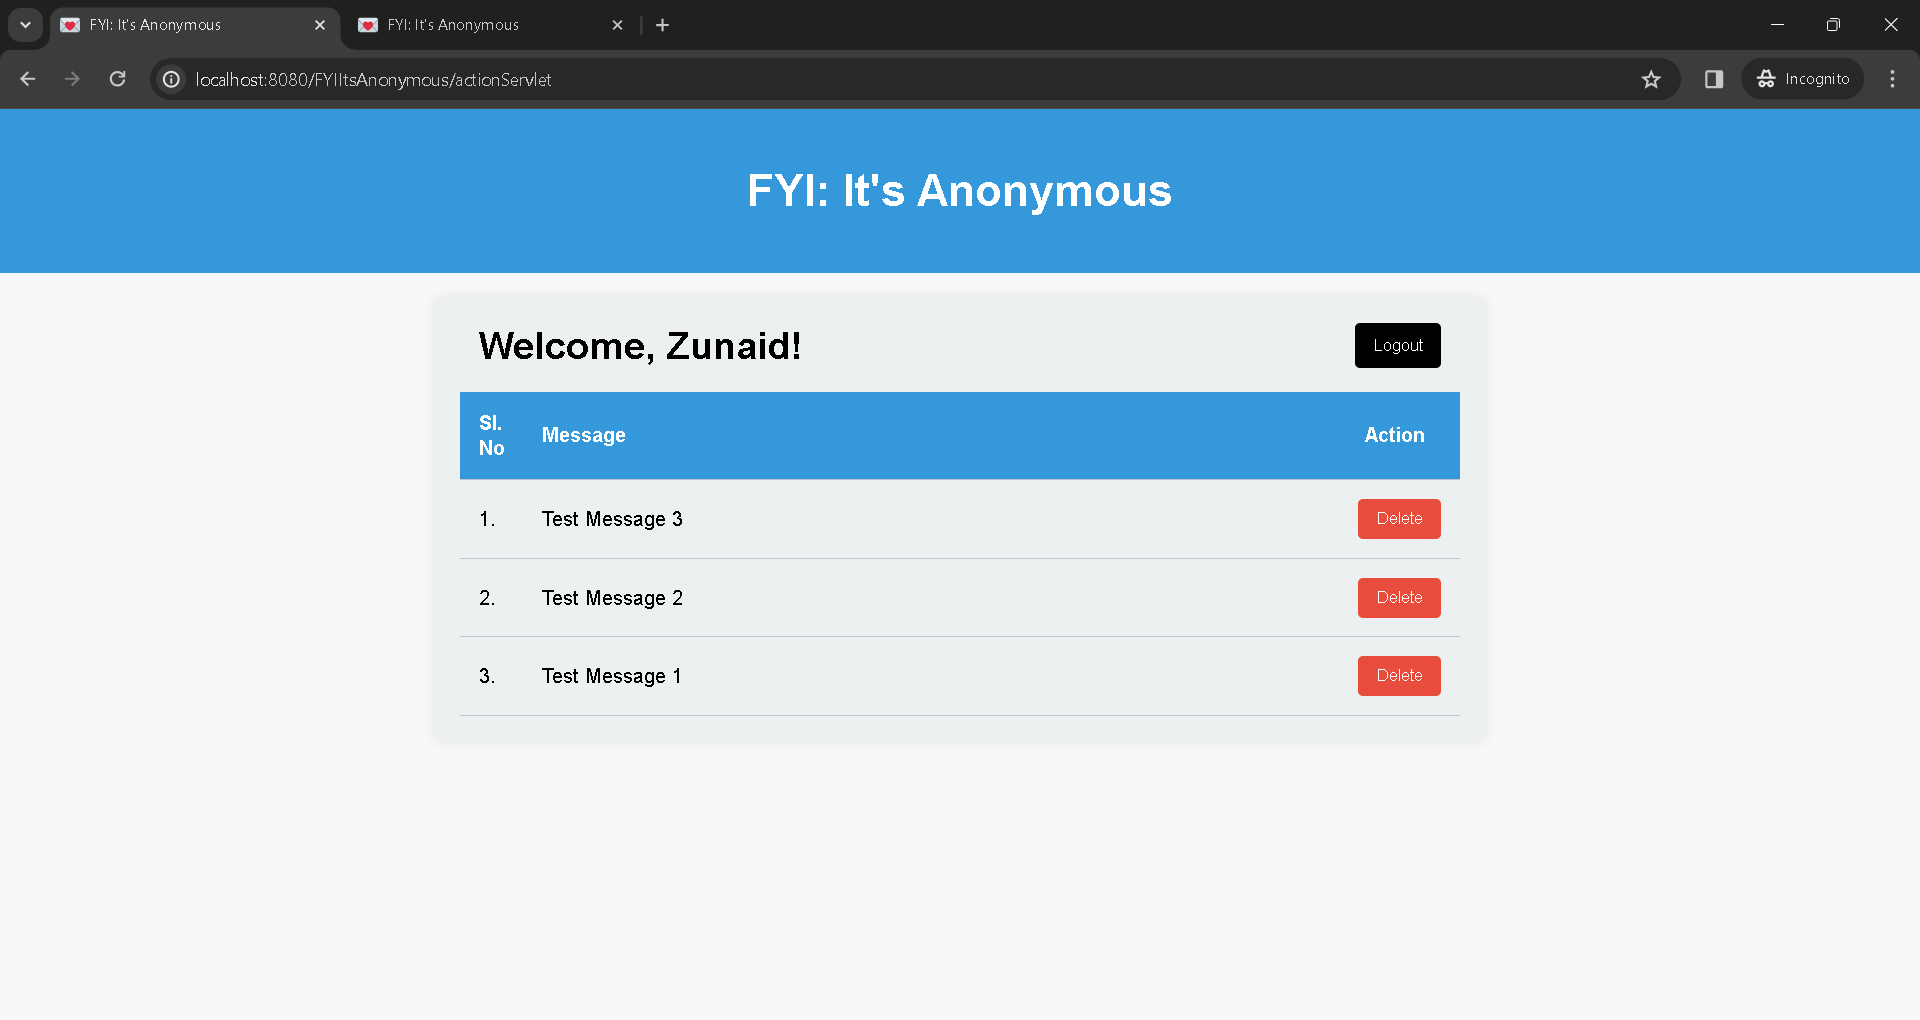 FYI: It's Anonymous
FYI: It's Anonymous
localhost:8080/FYIItsAnonymous/actionServlet
Incognito
FYI: It's Anonymous
Welcome, Zunaid!
Logout
Sl. No
Message
Action
1.
Test Message 3
Delete
2.
Test Message 2
Delete
3.
Test Message 1
Delete